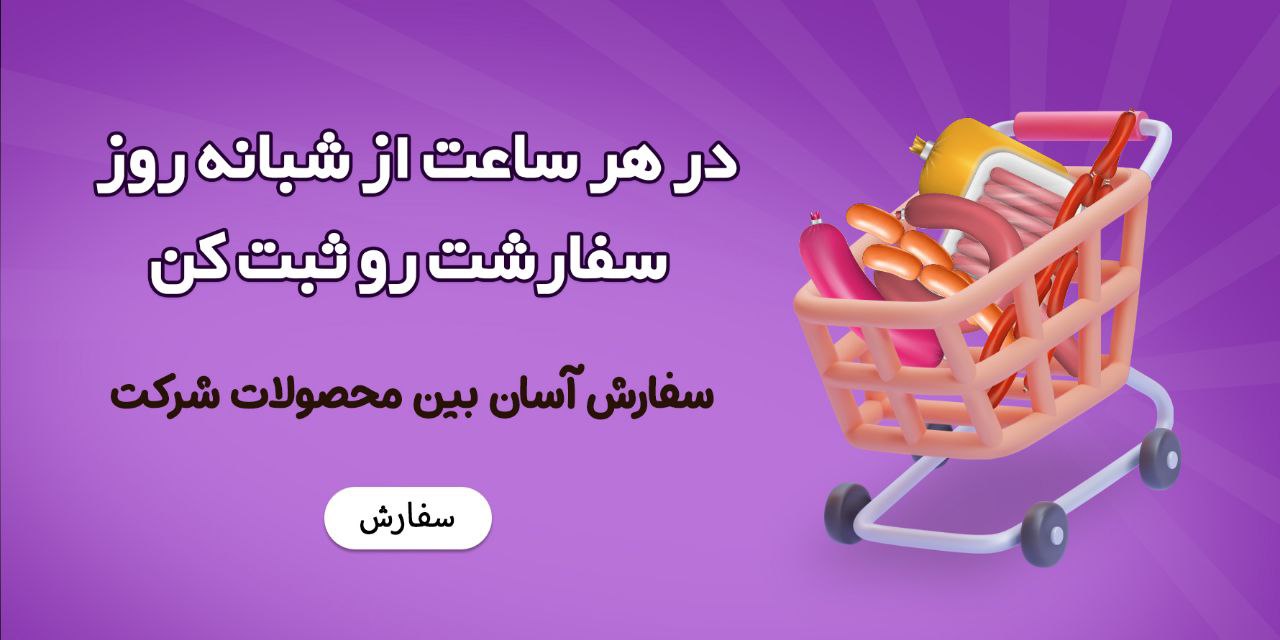 در هر ساعت از شبانه روز
سفارشت رو ثبت کن
سفارش آسان بین محصولات شرکت
سفارش